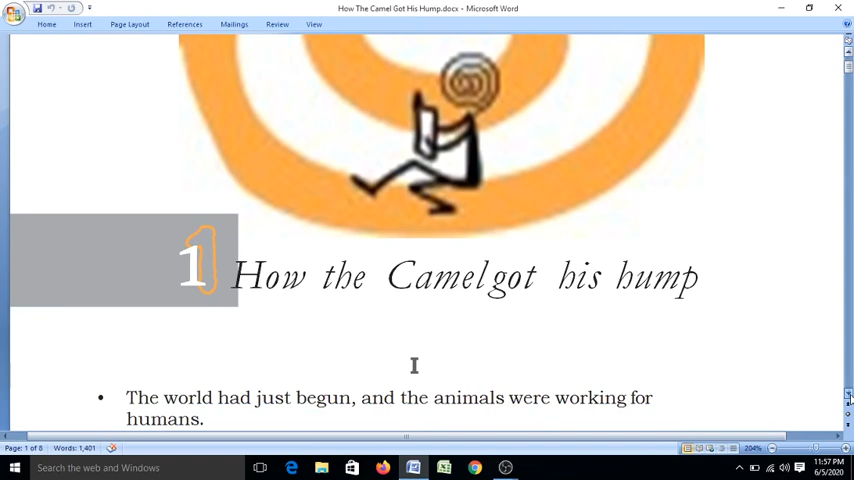 How The Camel Got His Hump.docx - Microsoft Word
Home Insert Page Layout References Mailings Review View
1 How the Camel got his hump
• The world had just begun, and the animals were working for
humans.
Page: 1 of 8 Words: 1,401 204%
Search the web and Windows
11:57 PM
6/5/2020